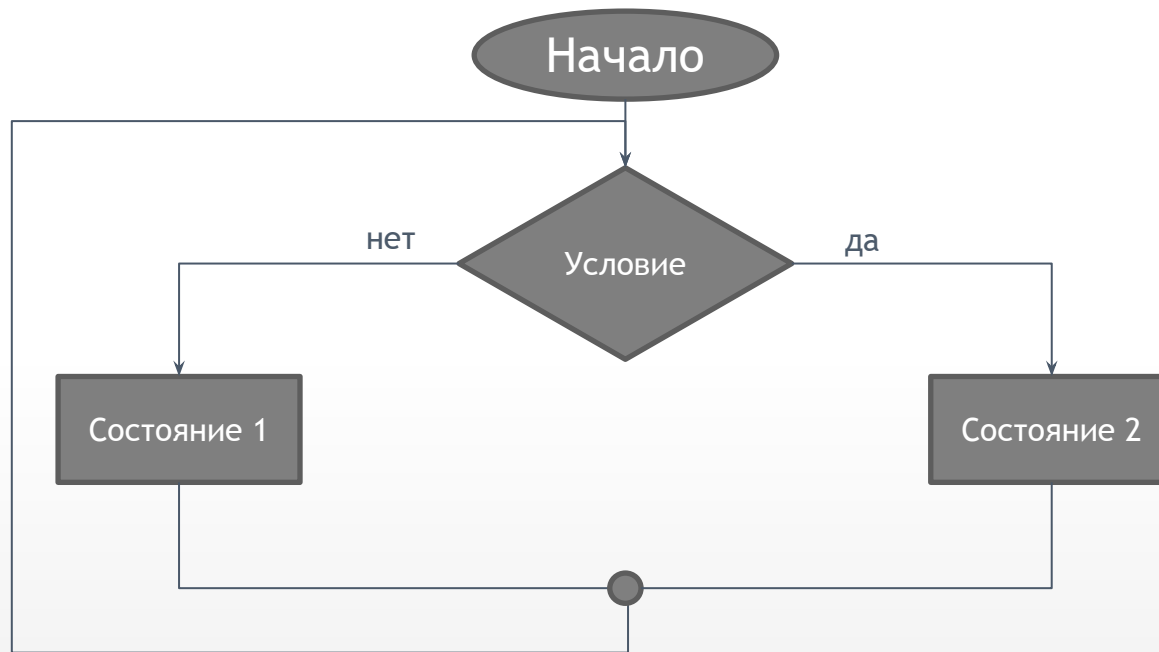 Начало
нет
да
Условие
Состояние 1
Состояние 2